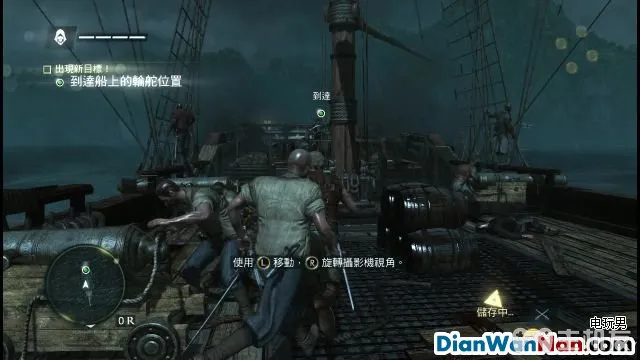 出現新目標！
到達船上的輪舵位置
到達
使用 L 移動，R 旋轉攝影機視角。
0 R
儲存中..
电玩男
DianWanNan.Com